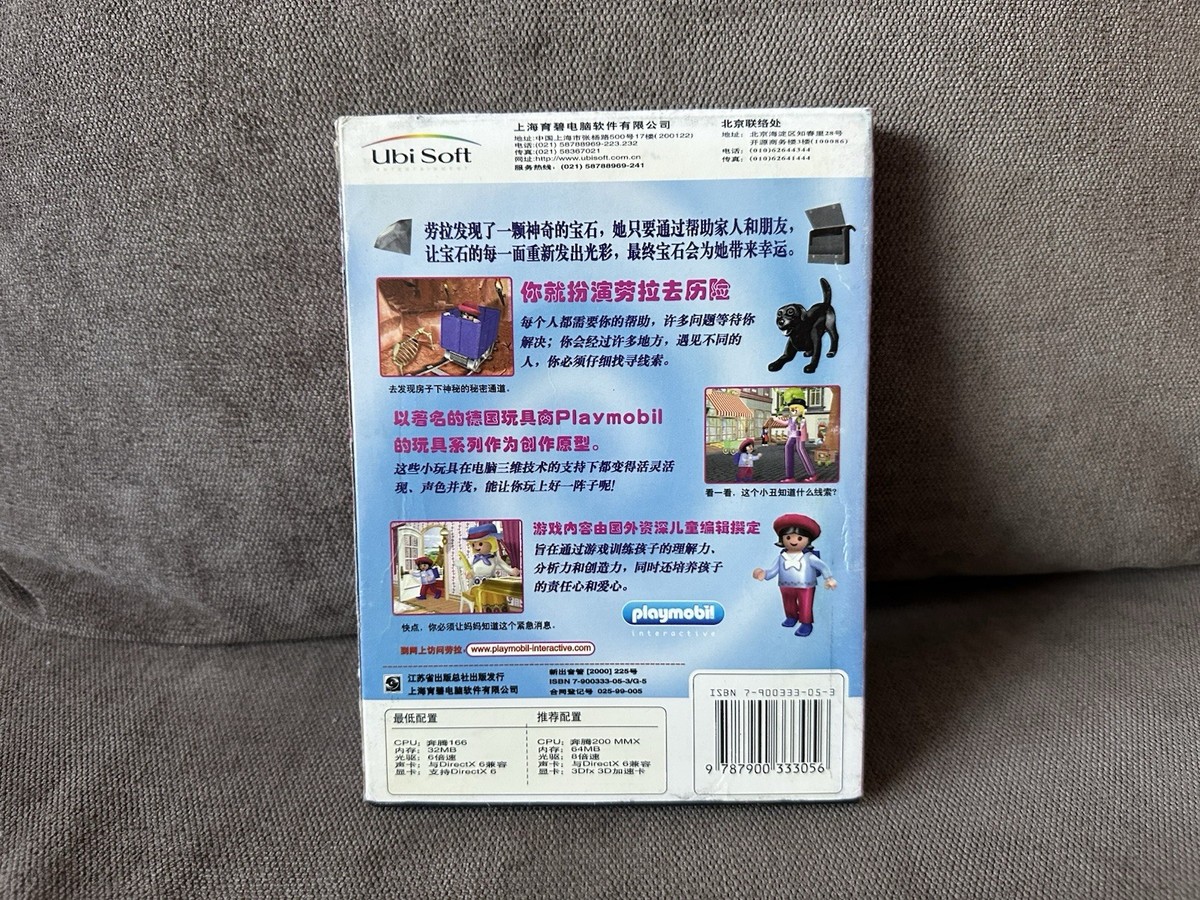 Ubi Soft
上海育碧电脑软件有限公司
地址:中国上海市张杨路500号17楼(200122)
电话:(021) 58788969-223.232
传真:(021) 58367021
网址:http://www.ubisoft.com.cn
服务热线: (021) 58788969-241
北京联络处
地址: 北京海淀区知春里28号
开源商务楼3楼(100086)
电话: (010)62644344
传真: (010)62641444
劳拉发现了一颗神奇的宝石，她只要通过帮助家人和朋友，
让宝石的每一面重新发出光彩，最终宝石会为她带来幸运。
你就扮演劳拉去历险
每个人都需要你的帮助，许多问题等待你
解决；你会经过许多地方，遇见不同的
人，你必须仔细找寻线索。
去发现房子下神秘的秘密通道。
以著名的德国玩具商Playmobil
的玩具系列作为创作原型。
这些小玩具在电脑三维技术的支持下都变得活灵活
现、声色并茂，能让你玩上好一阵子呢!
看一看，这个小丑知道什么线索?
游戏内容由国外资深儿童编辑撰定
旨在通过游戏训练孩子的理解力、
分析力和创造力，同时还培养孩子
的责任心和爱心。
快点，你必须让妈妈知道这个紧急消息。
playmobil
interactive
到网上访问劳拉. www.playmobil-interactive.com
江苏省出版总社出版发行
上海育碧电脑软件有限公司
新出音管 [2000] 225号
ISBN 7-900333-05-3/G·5
合同登记号 025-99-005
最低配置
CPU: 奔腾166
内存: 32MB
光驱: 6倍速
声卡: 与DirectX 6兼容
显卡: 支持DirectX 6
推荐配置
CPU: 奔腾200 MMX
内存: 64MB
光驱: 8倍速
声卡: 与DirectX 6兼容
显卡: 3Dfx 3D加速卡
ISBN 7-900333-05-3
9 787900 333056